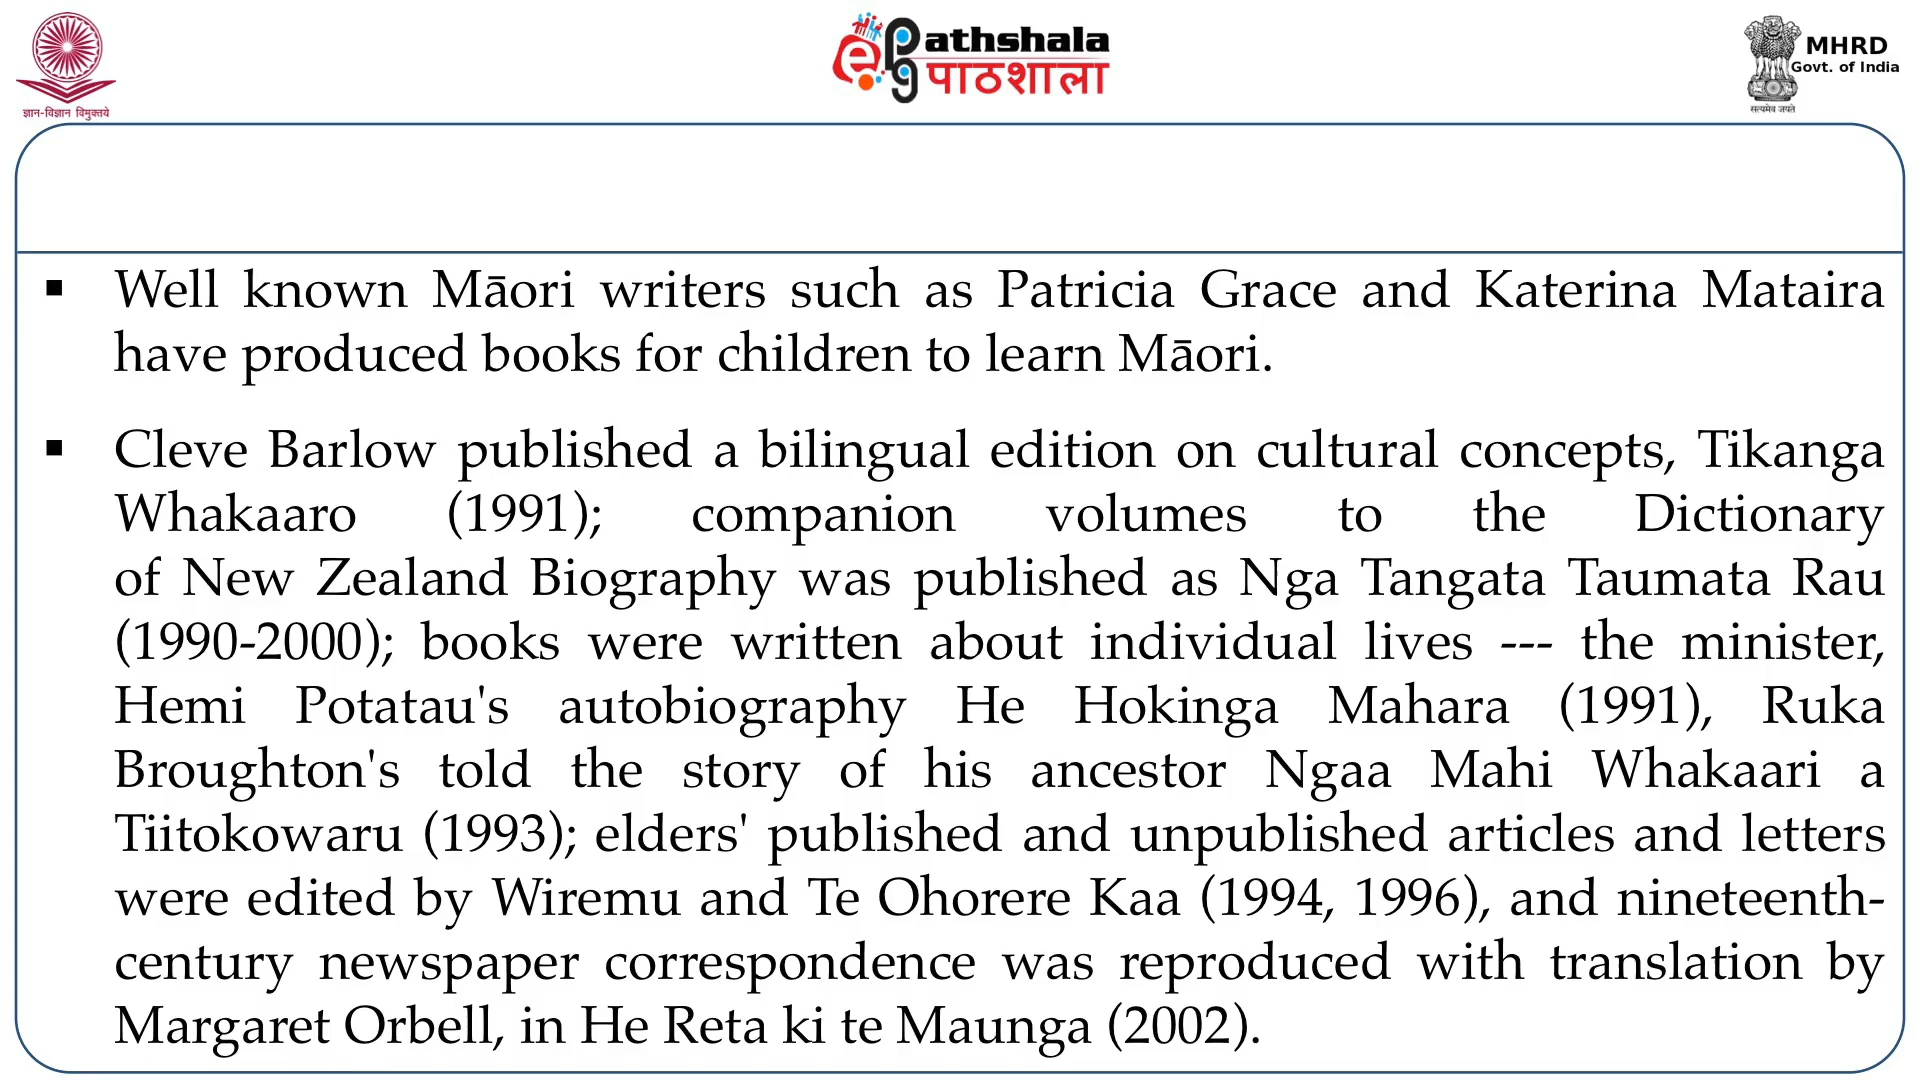 ज्ञान-विज्ञान विमुक्तये
ePathshala
पाठशाला
MHRD
Govt. of India
सत्यमेव जयते
▪ Well known Māori writers such as Patricia Grace and Katerina Mataira
have produced books for children to learn Māori.
▪ Cleve Barlow published a bilingual edition on cultural concepts, Tikanga
Whakaaro (1991); companion volumes to the Dictionary
of New Zealand Biography was published as Nga Tangata Taumata Rau
(1990-2000); books were written about individual lives --- the minister,
Hemi Potatau's autobiography He Hokinga Mahara (1991), Ruka
Broughton's told the story of his ancestor Ngaa Mahi Whakaari a
Tiitokowaru (1993); elders' published and unpublished articles and letters
were edited by Wiremu and Te Ohorere Kaa (1994, 1996), and nineteenth-
century newspaper correspondence was reproduced with translation by
Margaret Orbell, in He Reta ki te Maunga (2002).